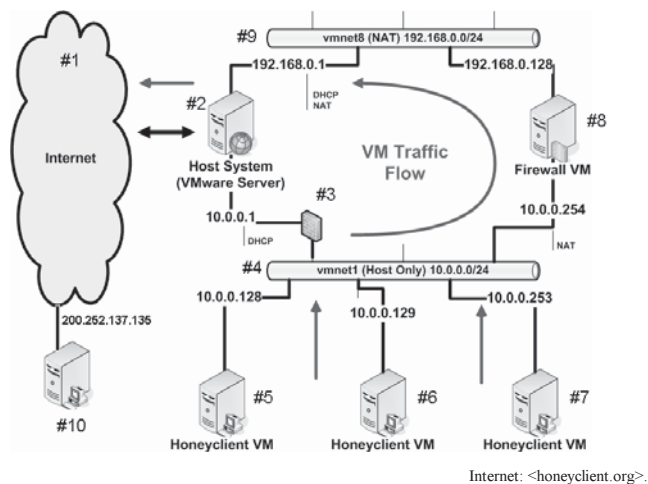 #9
vmnet8 (NAT) 192.168.0.0/24
#1
192.168.0.1
192.168.0.128
#2
DHCP
NAT
#8
Internet
VM Traffic
Flow
Host System
(VMware Server)
Firewall VM
#3
10.0.0.1
10.0.0.254
DHCP
NAT
#4
vmnet1 (Host Only) 10.0.0.0/24
10.0.0.128
10.0.0.129
10.0.0.253
200.252.137.135
#5
#6
#7
#10
Honeyclient VM
Honeyclient VM
Honeyclient VM
Internet: <honeyclient.org>.